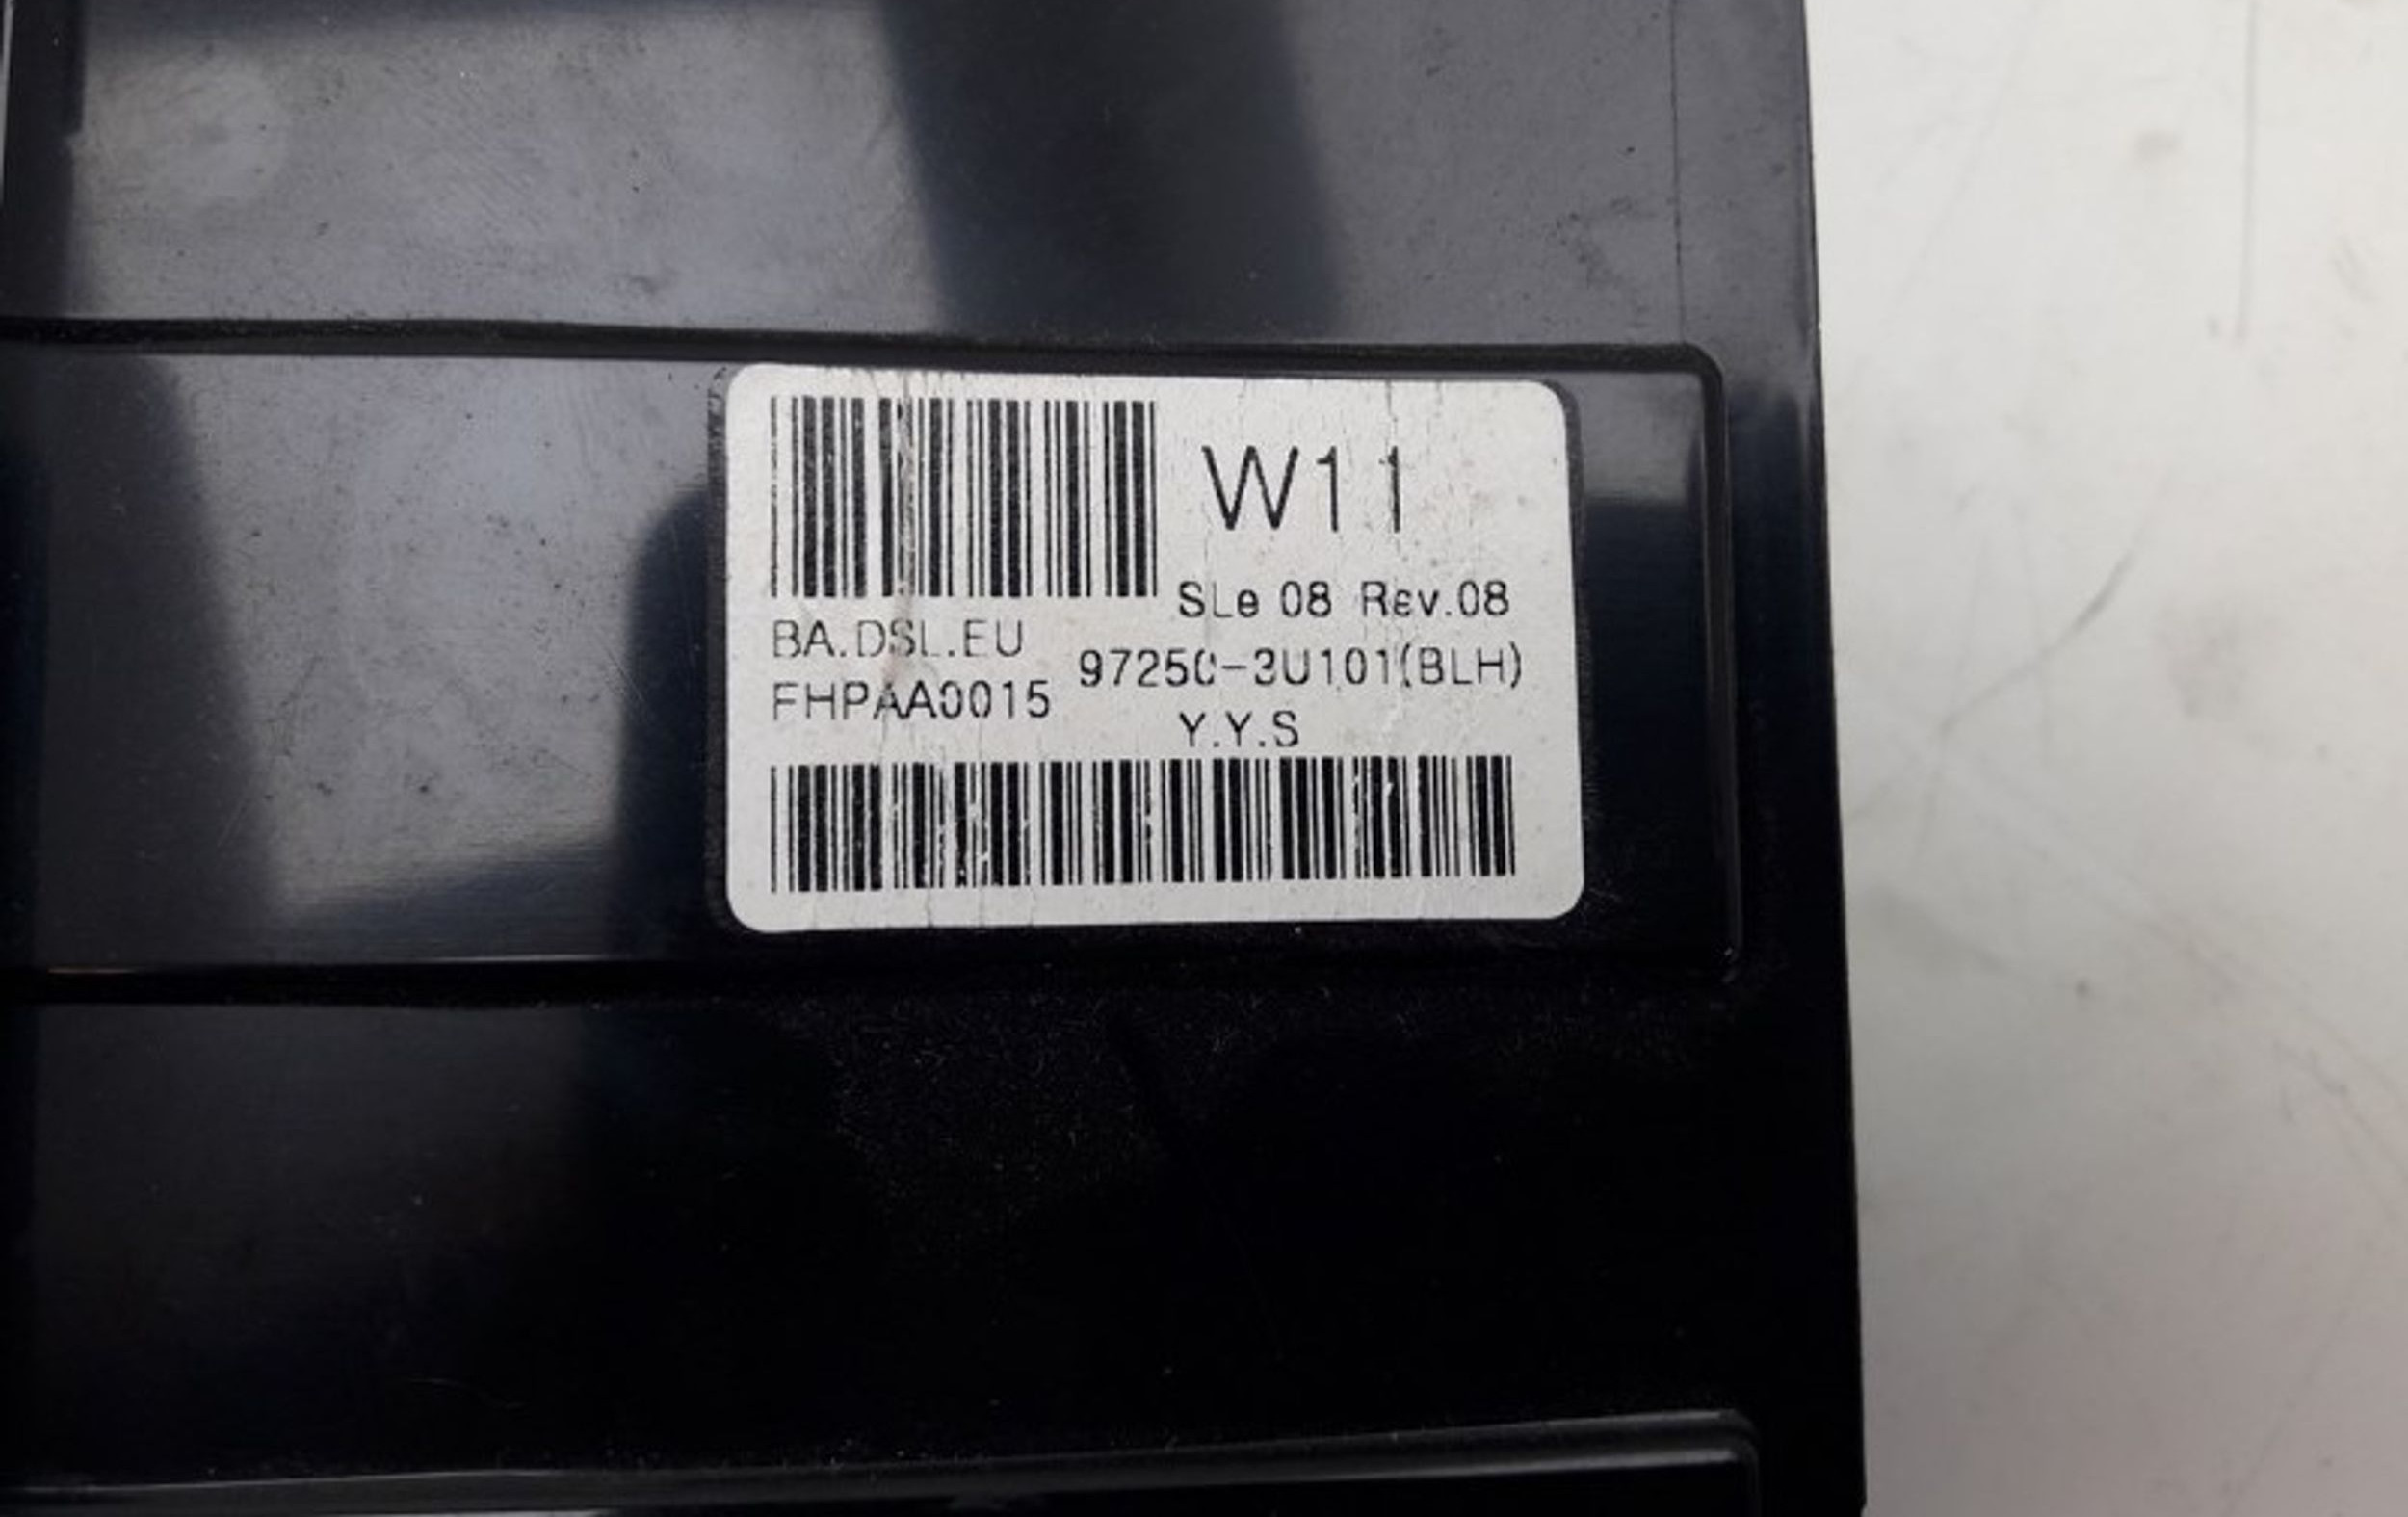 W11
SLe 08 Rev.08
BA.DSL.EU
97250-3U101(BLH)
FHPAA0015
Y.Y.S